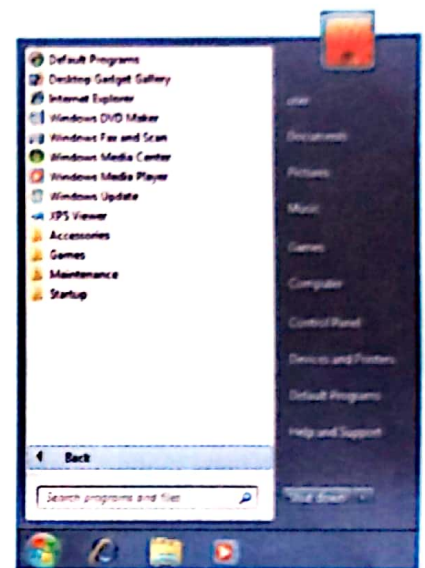 Default Programs
Desktop Gadget Gallery
Internet Explorer
Windows DVD Maker
Windows Fax and Scan
Windows Media Center
Windows Media Player
Windows Update
XPS Viewer
Accessories
Games
Maintenance
Startup
Back
Search programs and files
user
Documents
Pictures
Music
Games
Computer
Control Panel
Devices and Printers
Default Programs
Help and Support
Shut down